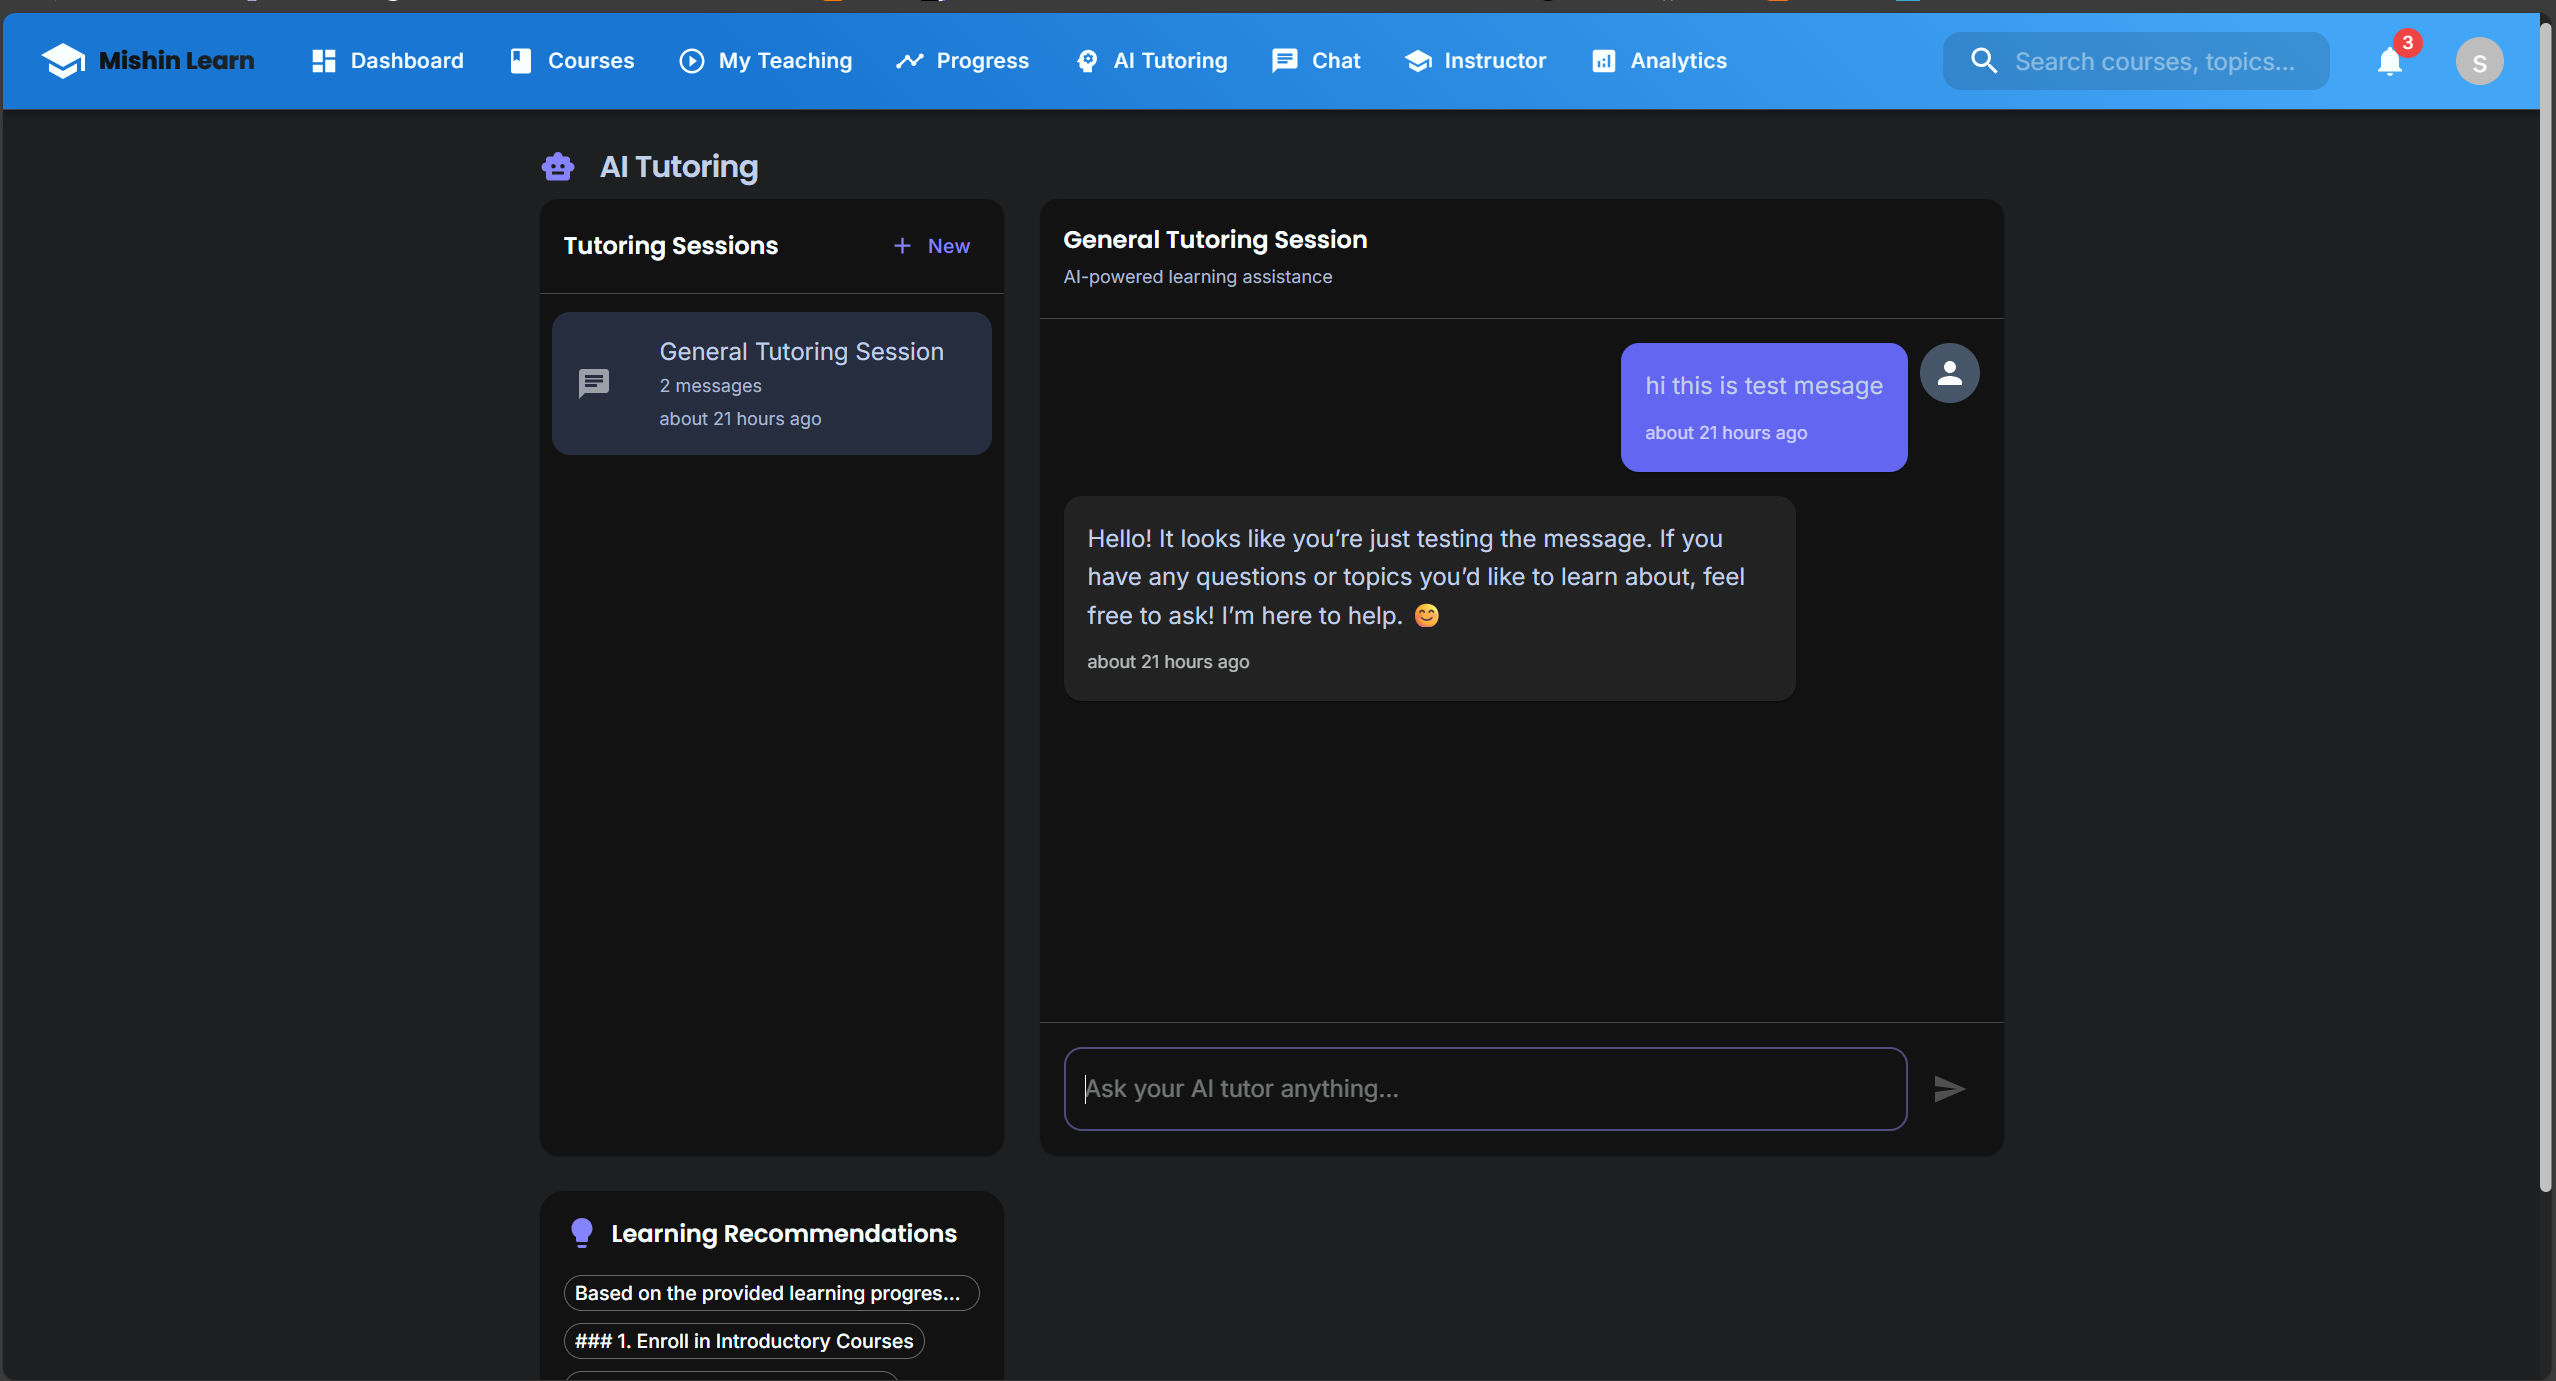 Mishin Learn
Dashboard
Courses
My Teaching
Progress
AI Tutoring
Chat
Instructor
Analytics
Search courses, topics...
3
S
AI Tutoring
Tutoring Sessions
New
General Tutoring Session
2 messages
about 21 hours ago
General Tutoring Session
AI-powered learning assistance
hi this is test mesage
about 21 hours ago
Hello! It looks like you’re just testing the message. If you
have any questions or topics you’d like to learn about, feel
free to ask! I’m here to help. 😊
about 21 hours ago
Ask your AI tutor anything...
Learning Recommendations
Based on the provided learning progres...
### 1. Enroll in Introductory Courses